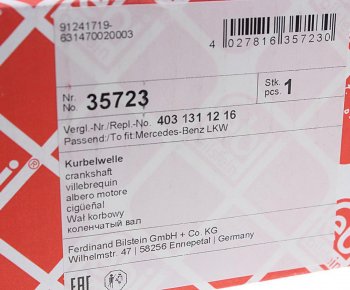 91241719-
631470020003
4 027816 357230
Nr.
No. 35723
Stk.
pcs. 1
Vergl.-Nr./Repl.-No. 403 131 12 16
Passend:/To fit:Mercedes-Benz LKW
Kurbelwelle
crankshaft
villebrequin
albero motore
cigüeñal
Wał korbowy
коленчатый вал
Ferdinand Bilstein GmbH + Co. KG
Wilhelmstr. 47 | 58256 Ennepetal | Germany
EAC